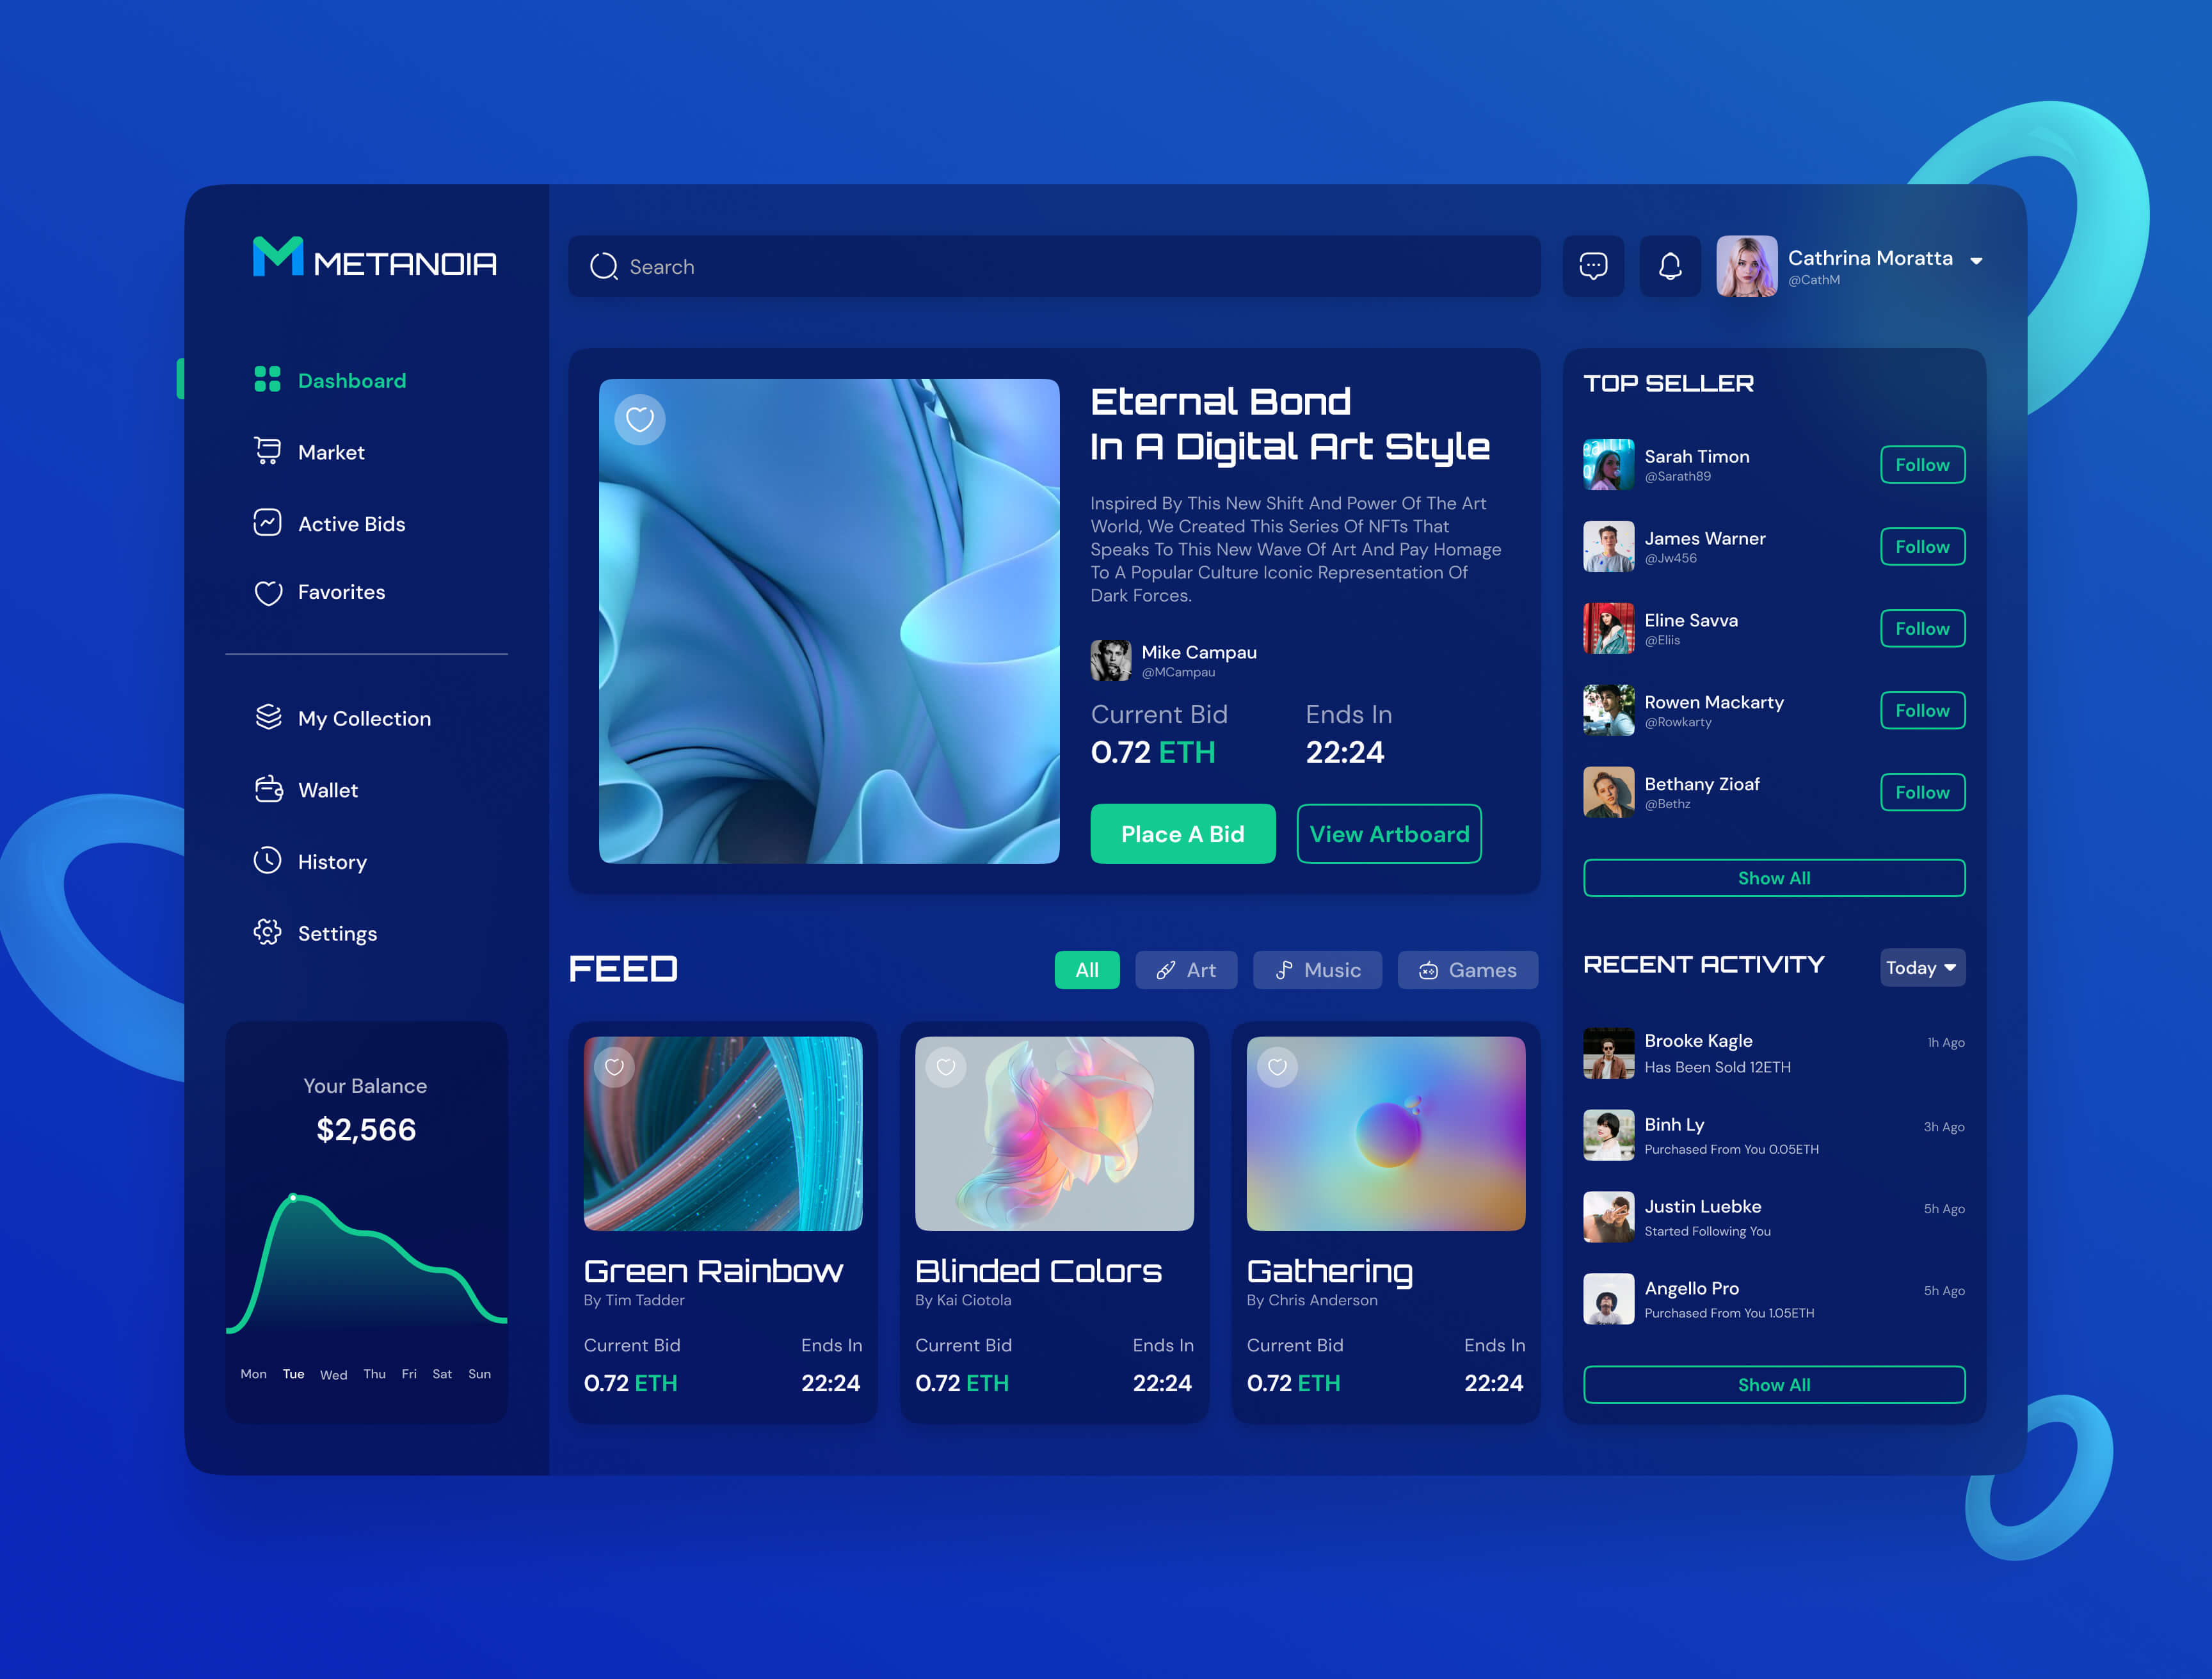 METANOIA
Dashboard
Market
Active Bids
Favorites
My Collection
Wallet
History
Settings
Your Balance
$2,566
Mon Tue Wed Thu Fri Sat Sun
Search
Cathrina Moratta
@CathM
Eternal Bond
In A Digital Art Style
Inspired By This New Shift And Power Of The Art
World, We Created This Series Of NFTs That
Speaks To This New Wave Of Art And Pay Homage
To A Popular Culture Iconic Representation Of
Dark Forces.
Mike Campau
@MCampau
Current Bid Ends In
0.72 ETH 22:24
Place A Bid View Artboard
FEED
All Art Music Games
Green Rainbow
By Tim Tadder
Current Bid Ends In
0.72 ETH 22:24
Blinded Colors
By Kai Ciotola
Current Bid Ends In
0.72 ETH 22:24
Gathering
By Chris Anderson
Current Bid Ends In
0.72 ETH 22:24
TOP SELLER
Sarah Timon
@Sarath89
Follow
James Warner
@Jw456
Follow
Eline Savva
@Eliis
Follow
Rowen Mackarty
@Rowkarty
Follow
Bethany Zioaf
@Bethz
Follow
Show All
RECENT ACTIVITY Today
Brooke Kagle 1h Ago
Has Been Sold 12ETH
Binh Ly 3h Ago
Purchased From You 0.05ETH
Justin Luebke 5h Ago
Started Following You
Angello Pro 5h Ago
Purchased From You 1.05ETH
Show All